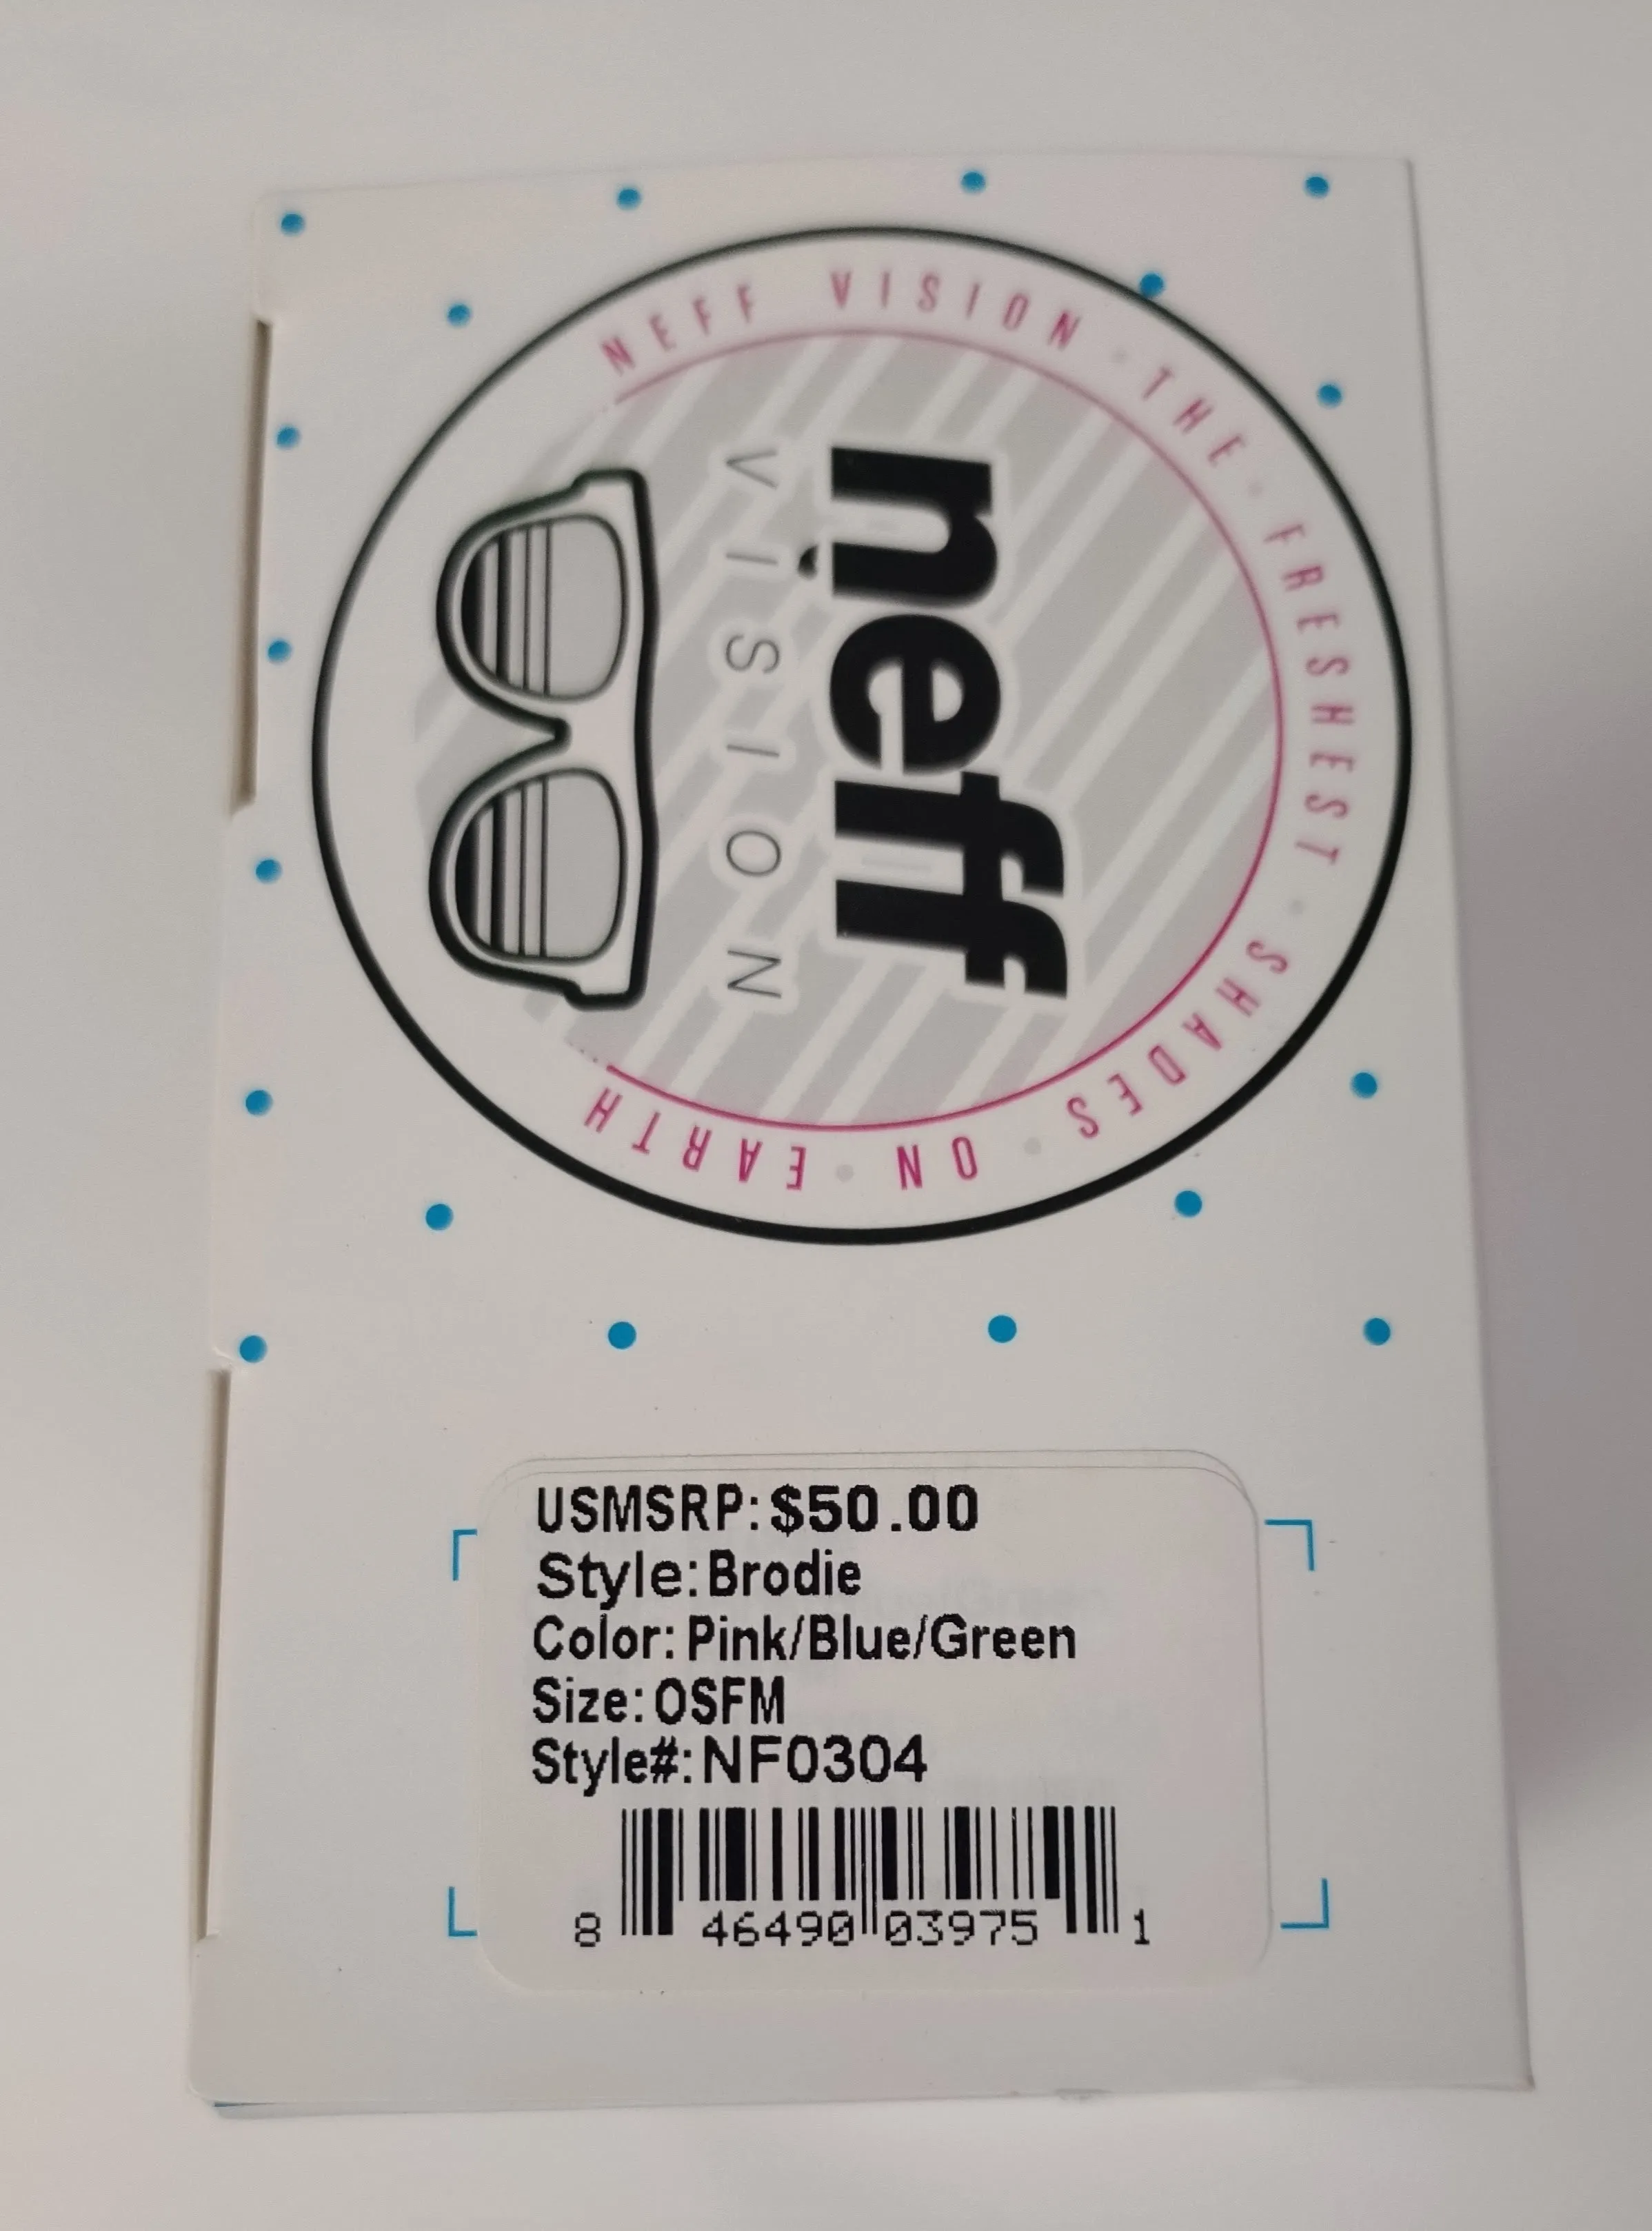 NEFF VISION · THE · FRESHEST · SHADES · ON · EARTH
neff
VISION
USMSRP: $50.00
Style: Brodie
Color: Pink/Blue/Green
Size: OSFM
Style#: NF0304
8 46490 03975 1